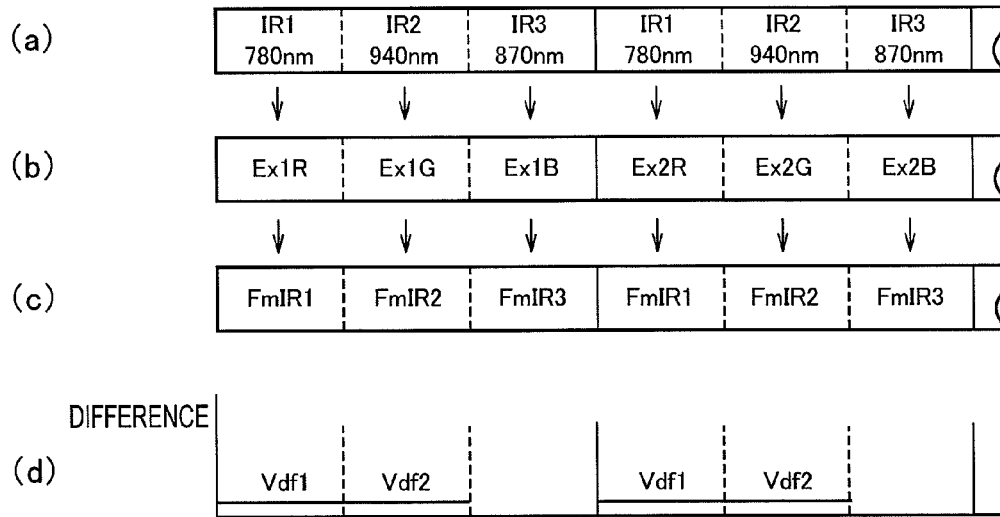 (a) IR1 IR2 IR3 IR1 IR2 IR3
780nm 940nm 870nm 780nm 940nm 870nm
(b) Ex1R Ex1G Ex1B Ex2R Ex2G Ex2B
(c) FmIR1 FmIR2 FmIR3 FmIR1 FmIR2 FmIR3
DIFFERENCE
(d) Vdf1 Vdf2 Vdf1 Vdf2